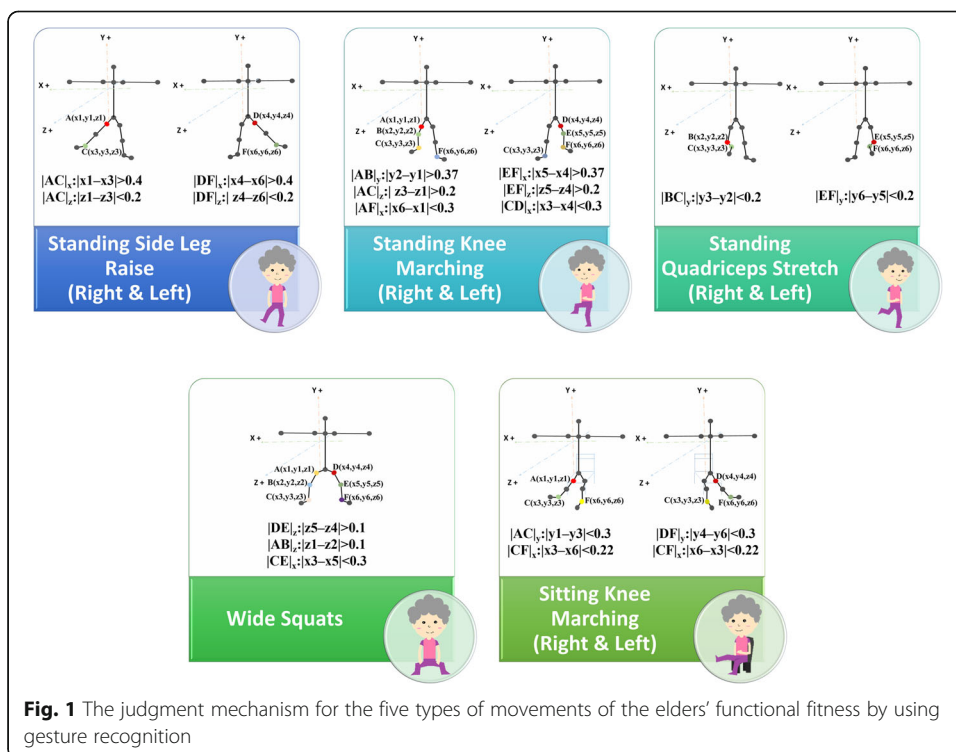 Y +
X +
Z +
A(x1,y1,z1)
C(x3,y3,z3)
|AC|x:|x1–x3|>0.4
|AC|z:|z1–z3|<0.2
Y +
X +
Z +
D(x4,y4,z4)
F(x6,y6,z6)
|DF|x:|x4–x6|>0.4
|DF|z:| z4–z6|<0.2
Standing Side Leg
Raise
(Right & Left)
Y +
X +
Z +
A(x1,y1,z1)
B(x2,y2,z2)
C(x3,y3,z3)
F(x6,y6,z6)
|AB|y:|y2–y1|>0.37
|AC|z:| z3–z1|>0.2
|AF|x:|x6–x1|<0.3
Y +
X +
Z +
D(x4,y4,z4)
E(x5,y5,z5)
C(x3,y3,z3)
F(x6,y6,z6)
|EF|x:|x5–x4|>0.37
|EF|z:|z5–z4|>0.2
|CD|x:|x3–x4|<0.3
Standing Knee
Marching
(Right & Left)
Y +
X +
Z +
B(x2,y2,z2)
C(x3,y3,z3)
|BC|y:|y3–y2|<0.2
Y +
X +
Z +
E(x5,y5,z5)
F(x6,y6,z6)
|EF|y:|y6–y5|<0.2
Standing
Quadriceps Stretch
(Right & Left)
Y +
X +
Z +
A(x1,y1,z1)
D(x4,y4,z4)
B(x2,y2,z2)
E(x5,y5,z5)
C(x3,y3,z3)
F(x6,y6,z6)
|DE|z:|z5–z4|>0.1
|AB|z:|z1–z2|>0.1
|CE|x:|x3–x5|<0.3
Wide Squats
Y +
X +
Z +
A(x1,y1,z1)
C(x3,y3,z3)
F(x6,y6,z6)
|AC|y:|y1–y3|<0.3
|CF|x:|x3–x6|<0.22
Y +
X +
Z +
D(x4,y4,z4)
C(x3,y3,z3)
F(x6,y6,z6)
|DF|y:|y4–y6|<0.3
|CF|x:|x6–x3|<0.22
Sitting Knee
Marching
(Right & Left)
Fig. 1 The judgment mechanism for the five types of movements of the elders' functional fitness by using
gesture recognition